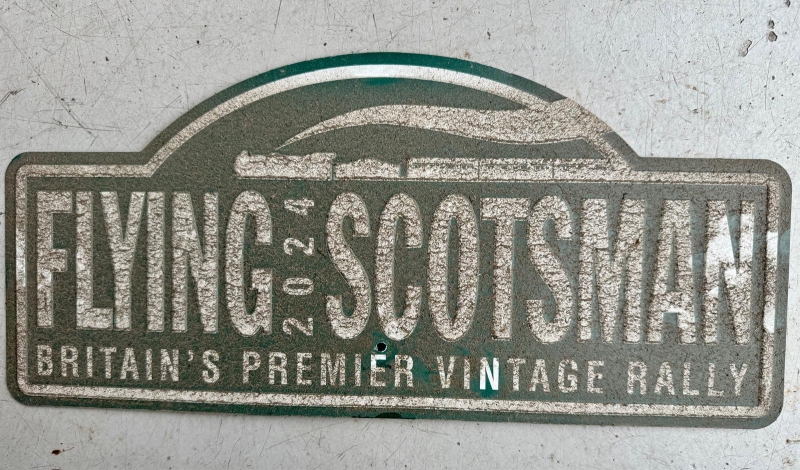 FLYING 2024 SCOTSMAN
BRITAIN'S PREMIER VINTAGE RALLY